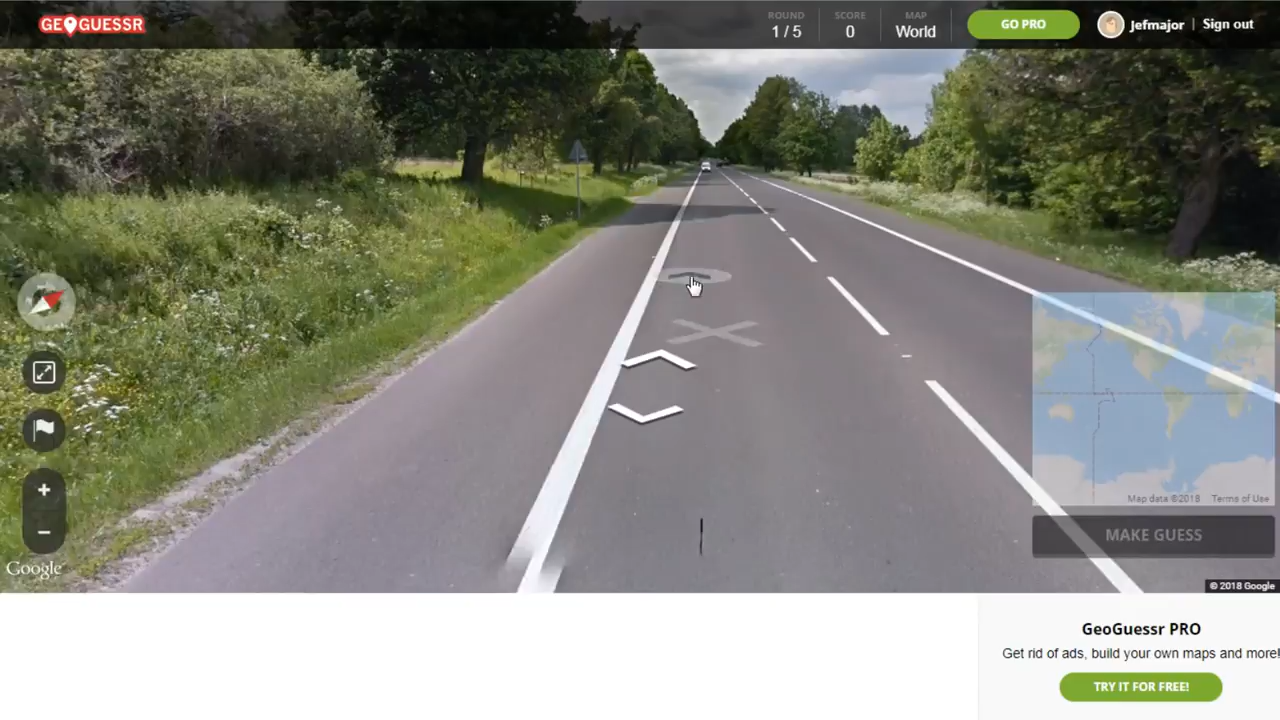 GEOGUESSR
ROUND
1 / 5
SCORE
0
MAP
World
GO PRO
Jefmajor | Sign out
Map data ©2018 Terms of Use
MAKE GUESS
Google
© 2018 Google
GeoGuessr PRO
Get rid of ads, build your own maps and more!
TRY IT FOR FREE!